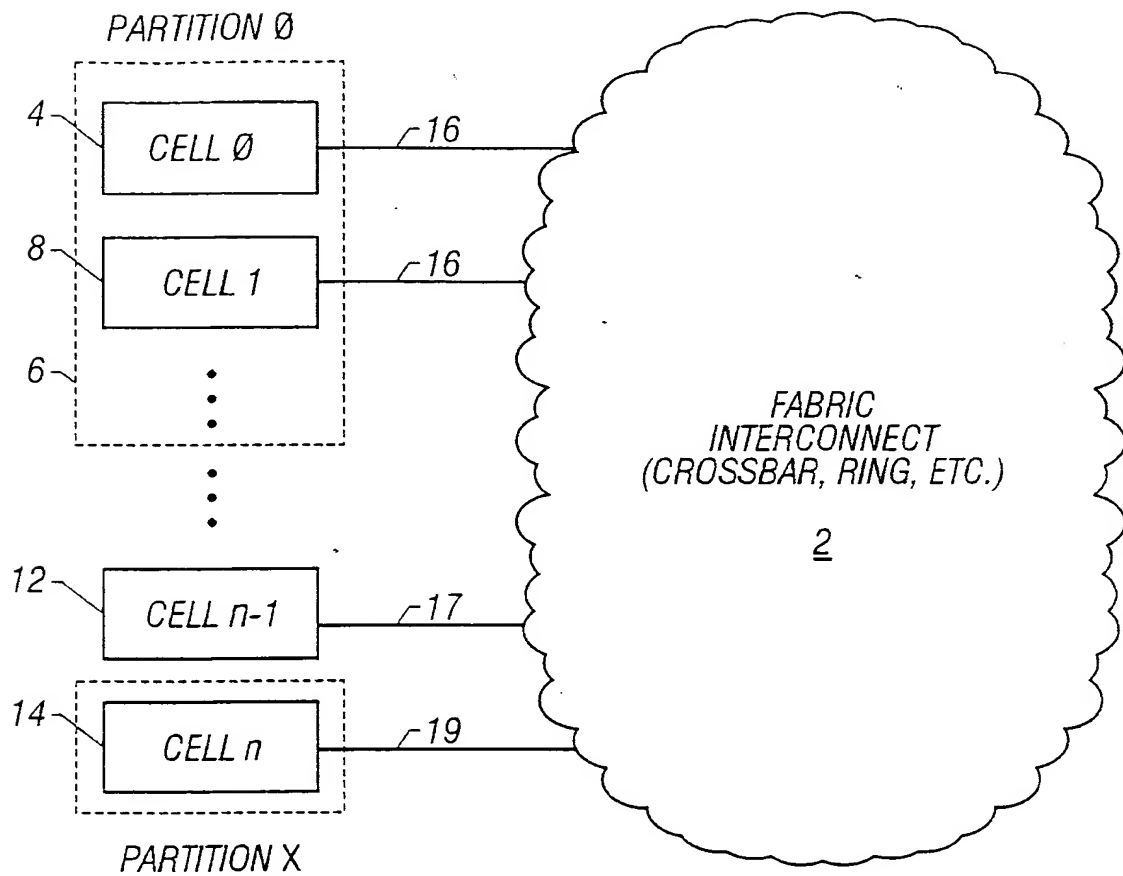 PARTITION Ø
4
CELL Ø
16
8
CELL 1
16
6
FABRIC
INTERCONNECT
(CROSSBAR, RING, ETC.)
2
12
CELL n-1
17
14
CELL n
19
PARTITION X